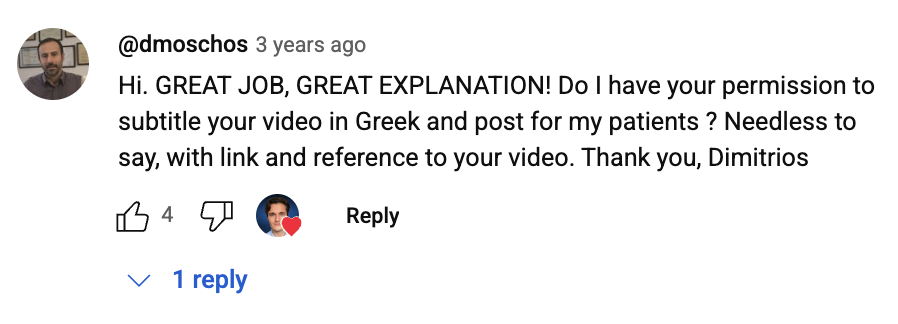 @dmoschos 3 years ago
Hi. GREAT JOB, GREAT EXPLANATION! Do I have your permission to
subtitle your video in Greek and post for my patients ? Needless to
say, with link and reference to your video. Thank you, Dimitrios
4 Reply
1 reply